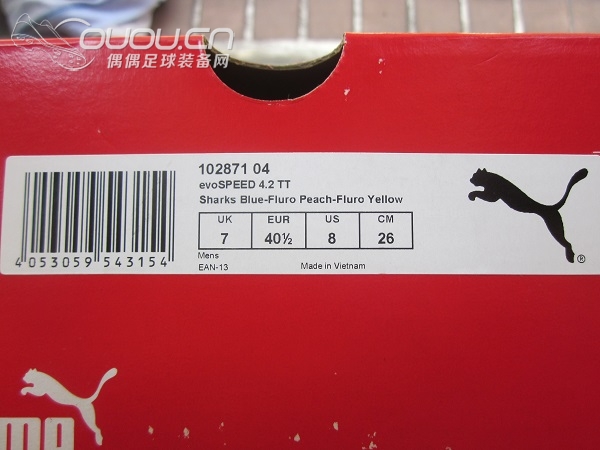 ouou.cn
偶偶足球装备网
102871 04
evoSPEED 4.2 TT
Sharks Blue-Fluro Peach-Fluro Yellow
UK EUR US CM
7 40½ 8 26
Mens
EAN-13 Made in Vietnam
4 053059 543154
®